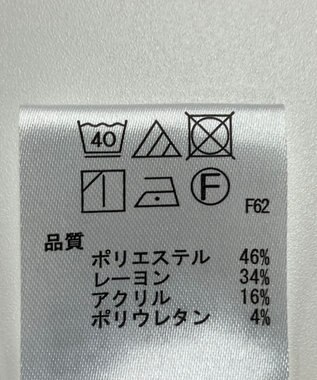 40
F
F62
品質
ポリエステル 46%
レーヨン 34%
アクリル 16%
ポリウレタン 4%